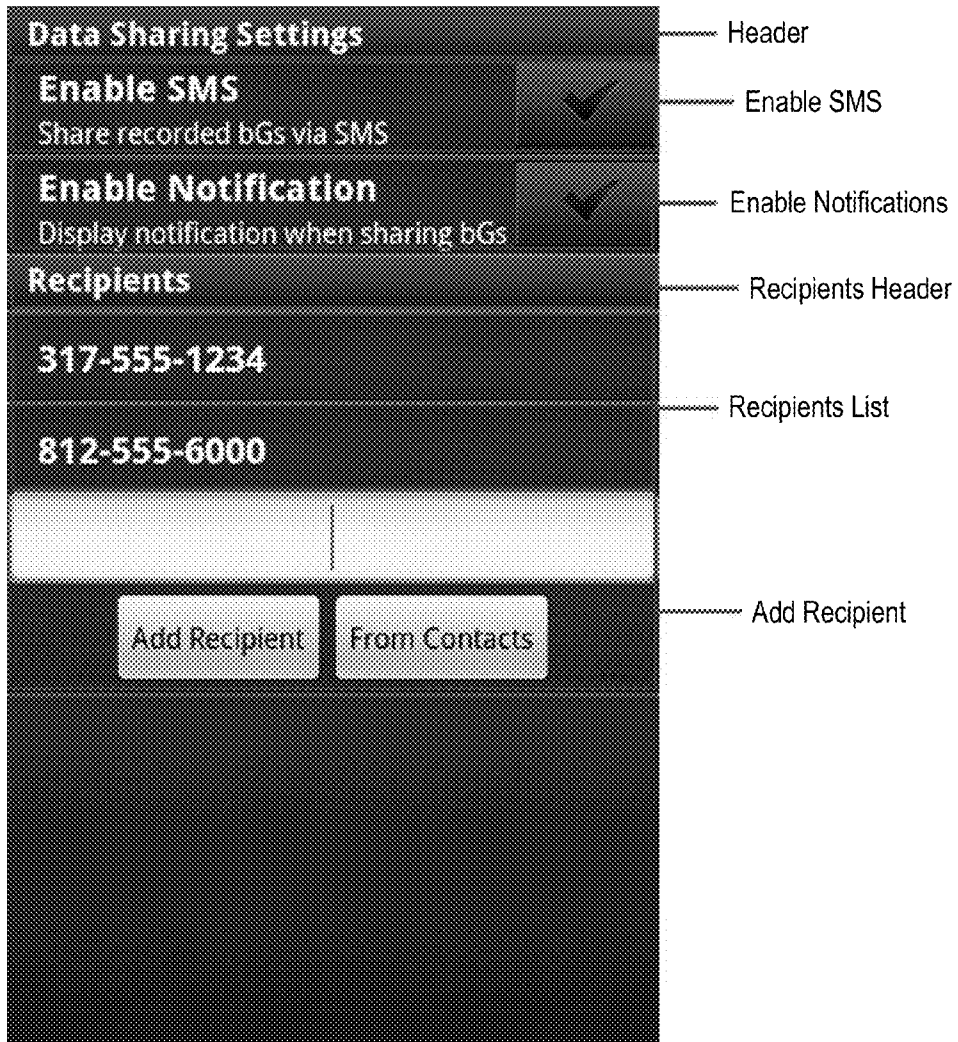 Data Sharing Settings
Header
Enable SMS
Share recorded bGs via SMS
Enable SMS
Enable Notification
Display notification when sharing bGs
Enable Notifications
Recipients
Recipients Header
317-555-1234
Recipients List
812-555-6000
Add Recipient
From Contacts
Add Recipient